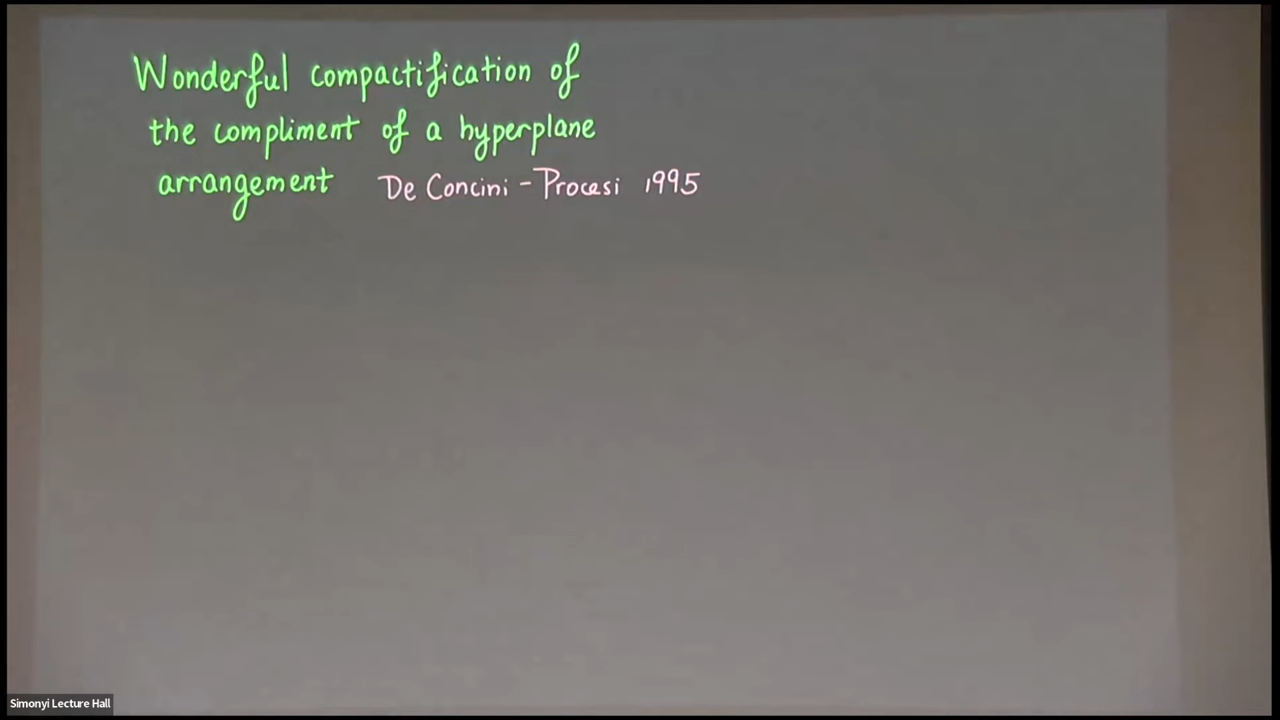 Wonderful compactification of
the compliment of a hyperplane
arrangement De Concini - Procesi 1995
Simonyi Lecture Hall